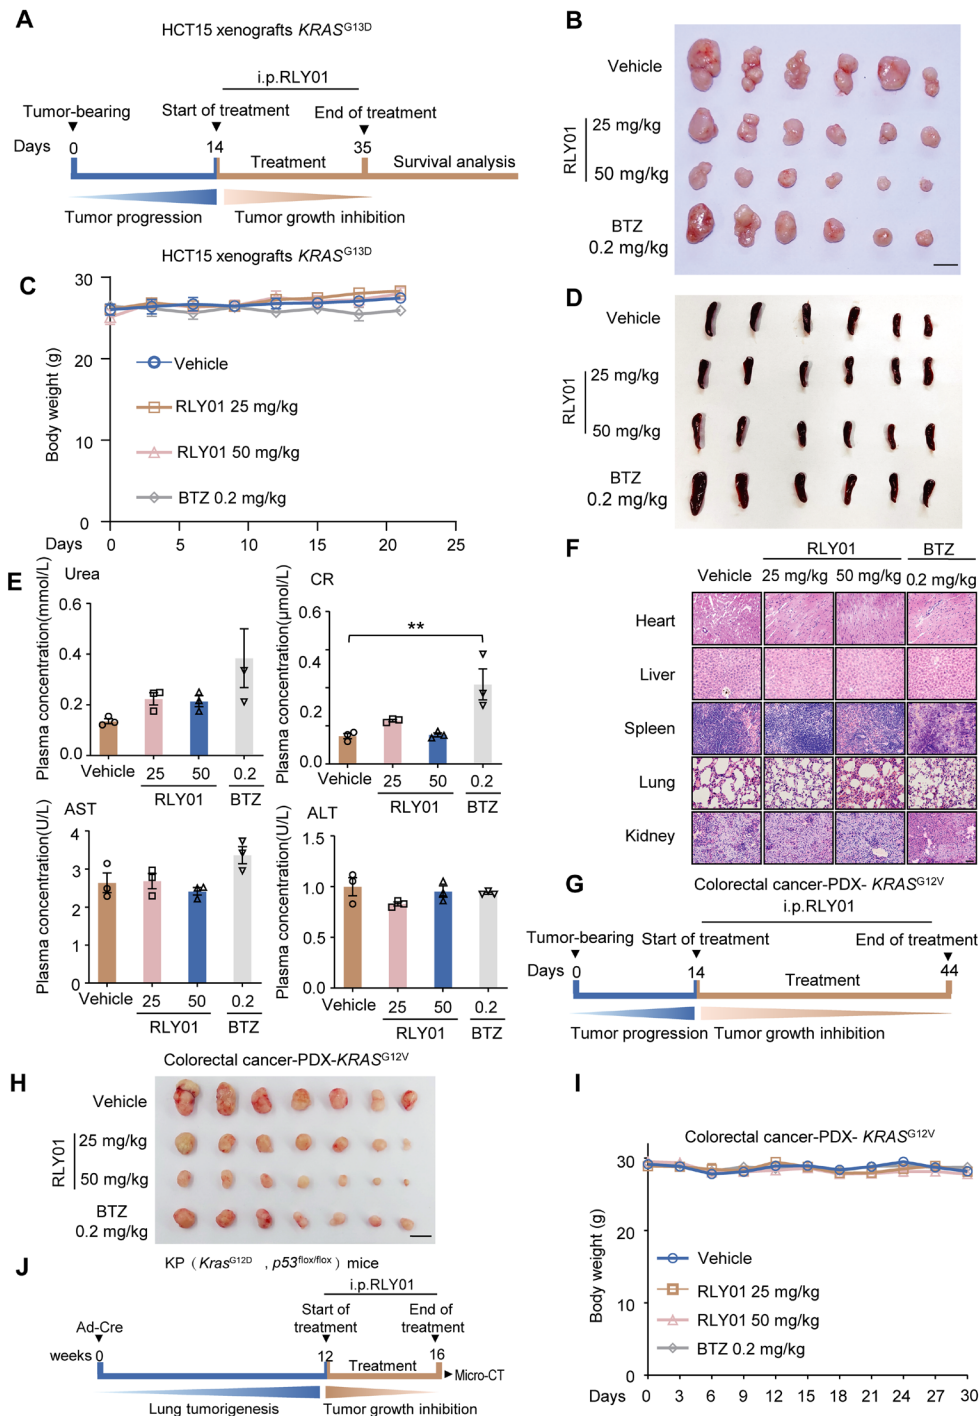 A
HCT15 xenografts KRASG13D
i.p.RLY01
Tumor-bearing
Start of treatment
End of treatment
Days
0
14
35
Treatment
Survival analysis
Tumor progression
Tumor growth inhibition
B
Vehicle
RLY01
25 mg/kg
50 mg/kg
BTZ
0.2 mg/kg
HCT15 xenografts KRASG13D
C
Body weight (g)
30
20
10
0
Vehicle
RLY01 25 mg/kg
RLY01 50 mg/kg
BTZ 0.2 mg/kg
Days
0 5 10 15 20 25
D
Vehicle
RLY01
25 mg/kg
50 mg/kg
BTZ
0.2 mg/kg
E
Urea
Plasma concentration(mmol/L)
0.6
0.4
0.2
0.0
Vehicle 25 50 0.2
RLY01 BTZ
CR
Plasma concentration(μmol/L)
0.6
0.4
0.2
0.0
**
Vehicle 25 50 0.2
RLY01 BTZ
AST
Plasma concentration(U/L)
4
3
2
1
0
Vehicle 25 50 0.2
RLY01 BTZ
ALT
Plasma concentration(U/L)
1.5
1.0
0.5
0.0
Vehicle 25 50 0.2
RLY01 BTZ
F
RLY01 BTZ
Vehicle 25 mg/kg 50 mg/kg 0.2 mg/kg
Heart
Liver
Spleen
Lung
Kidney
G
Colorectal cancer-PDX- KRASG12V
i.p.RLY01
Tumor-bearing
Start of treatment
End of treatment
Days
0
14
44
Treatment
Tumor progression
Tumor growth inhibition
H
Colorectal cancer-PDX-KRASG12V
Vehicle
RLY01
25 mg/kg
50 mg/kg
BTZ
0.2 mg/kg
I
Colorectal cancer-PDX- KRASG12V
Body weight (g)
30
20
10
0
Vehicle
RLY01 25 mg/kg
RLY01 50 mg/kg
BTZ 0.2 mg/kg
Days
0 3 6 9 12 15 18 21 24 27 30
J
KP (KrasG12D , p53flox/flox) mice
i.p.RLY01
Ad-Cre
Start of
treatment
End of
treatment
weeks
0
12
16
Treatment
Micro-CT
Lung tumorigenesis
Tumor growth inhibition